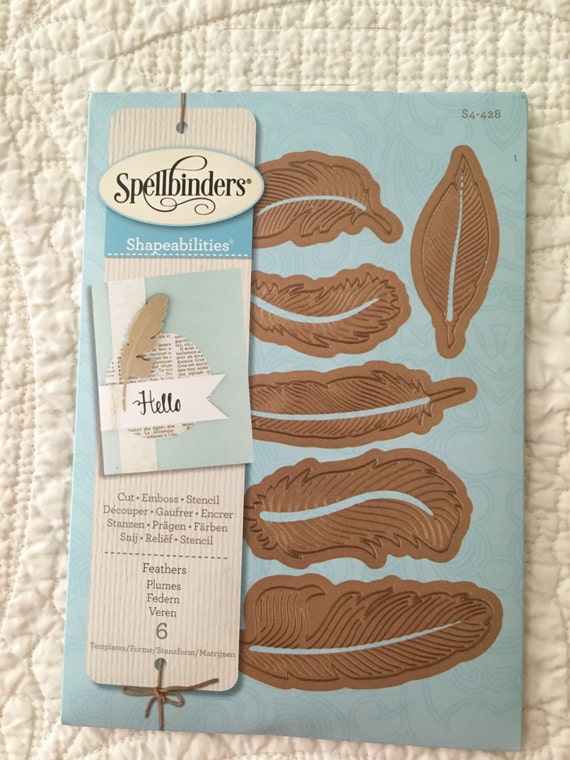 S4-428
Spellbinders®
Shapeabilities®
Hello
Cut • Emboss • Stencil
Découper • Gaufrer • Encrer
Stanzen • Prägen • Färben
Snij • Reliëf • Stencil
Feathers
Plumes
Federn
Veren
6
Templates/Forme/Stanzform/Matrijzen